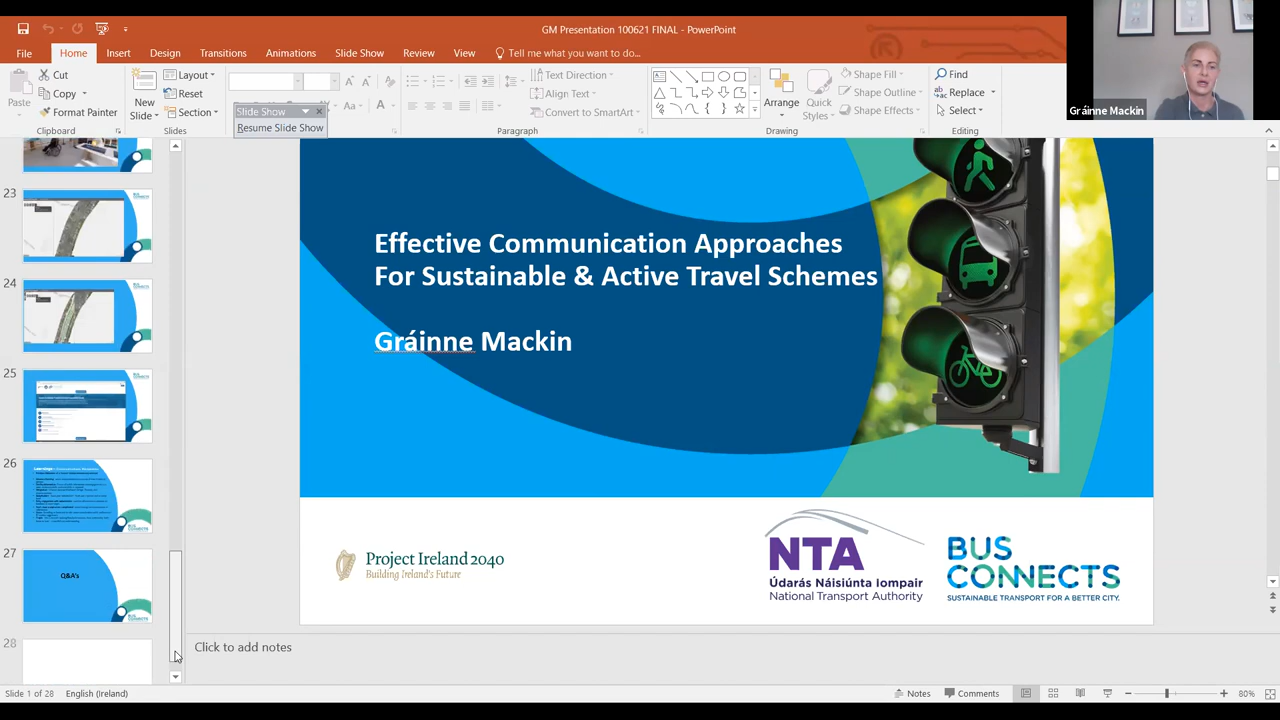 GM Presentation 100621 FINAL - PowerPoint
File
Home
Insert
Design
Transitions
Animations
Slide Show
Review
View
Tell me what you want to do...
Paste
Cut
Copy
Format Painter
Clipboard
New
Slide
Layout
Reset
Section
Slides
Slide Show
Resume Slide Show
Text Direction
Align Text
Convert to SmartArt
Paragraph
Arrange
Quick
Styles
Shape Fill
Shape Outline
Shape Effects
Drawing
Find
Replace
Select
Editing
Gráinne Mackin
23
24
25
26
27
Q&A's
28
Effective Communication Approaches
For Sustainable & Active Travel Schemes
Gráinne Mackin
Project Ireland 2040
Building Ireland's Future
NTA
Údarás Náisiúnta Iompair
National Transport Authority
BUS
CONNECTS
SUSTAINABLE TRANSPORT FOR A BETTER CITY.
Click to add notes
Slide 1 of 28
English (Ireland)
Notes
Comments
80%